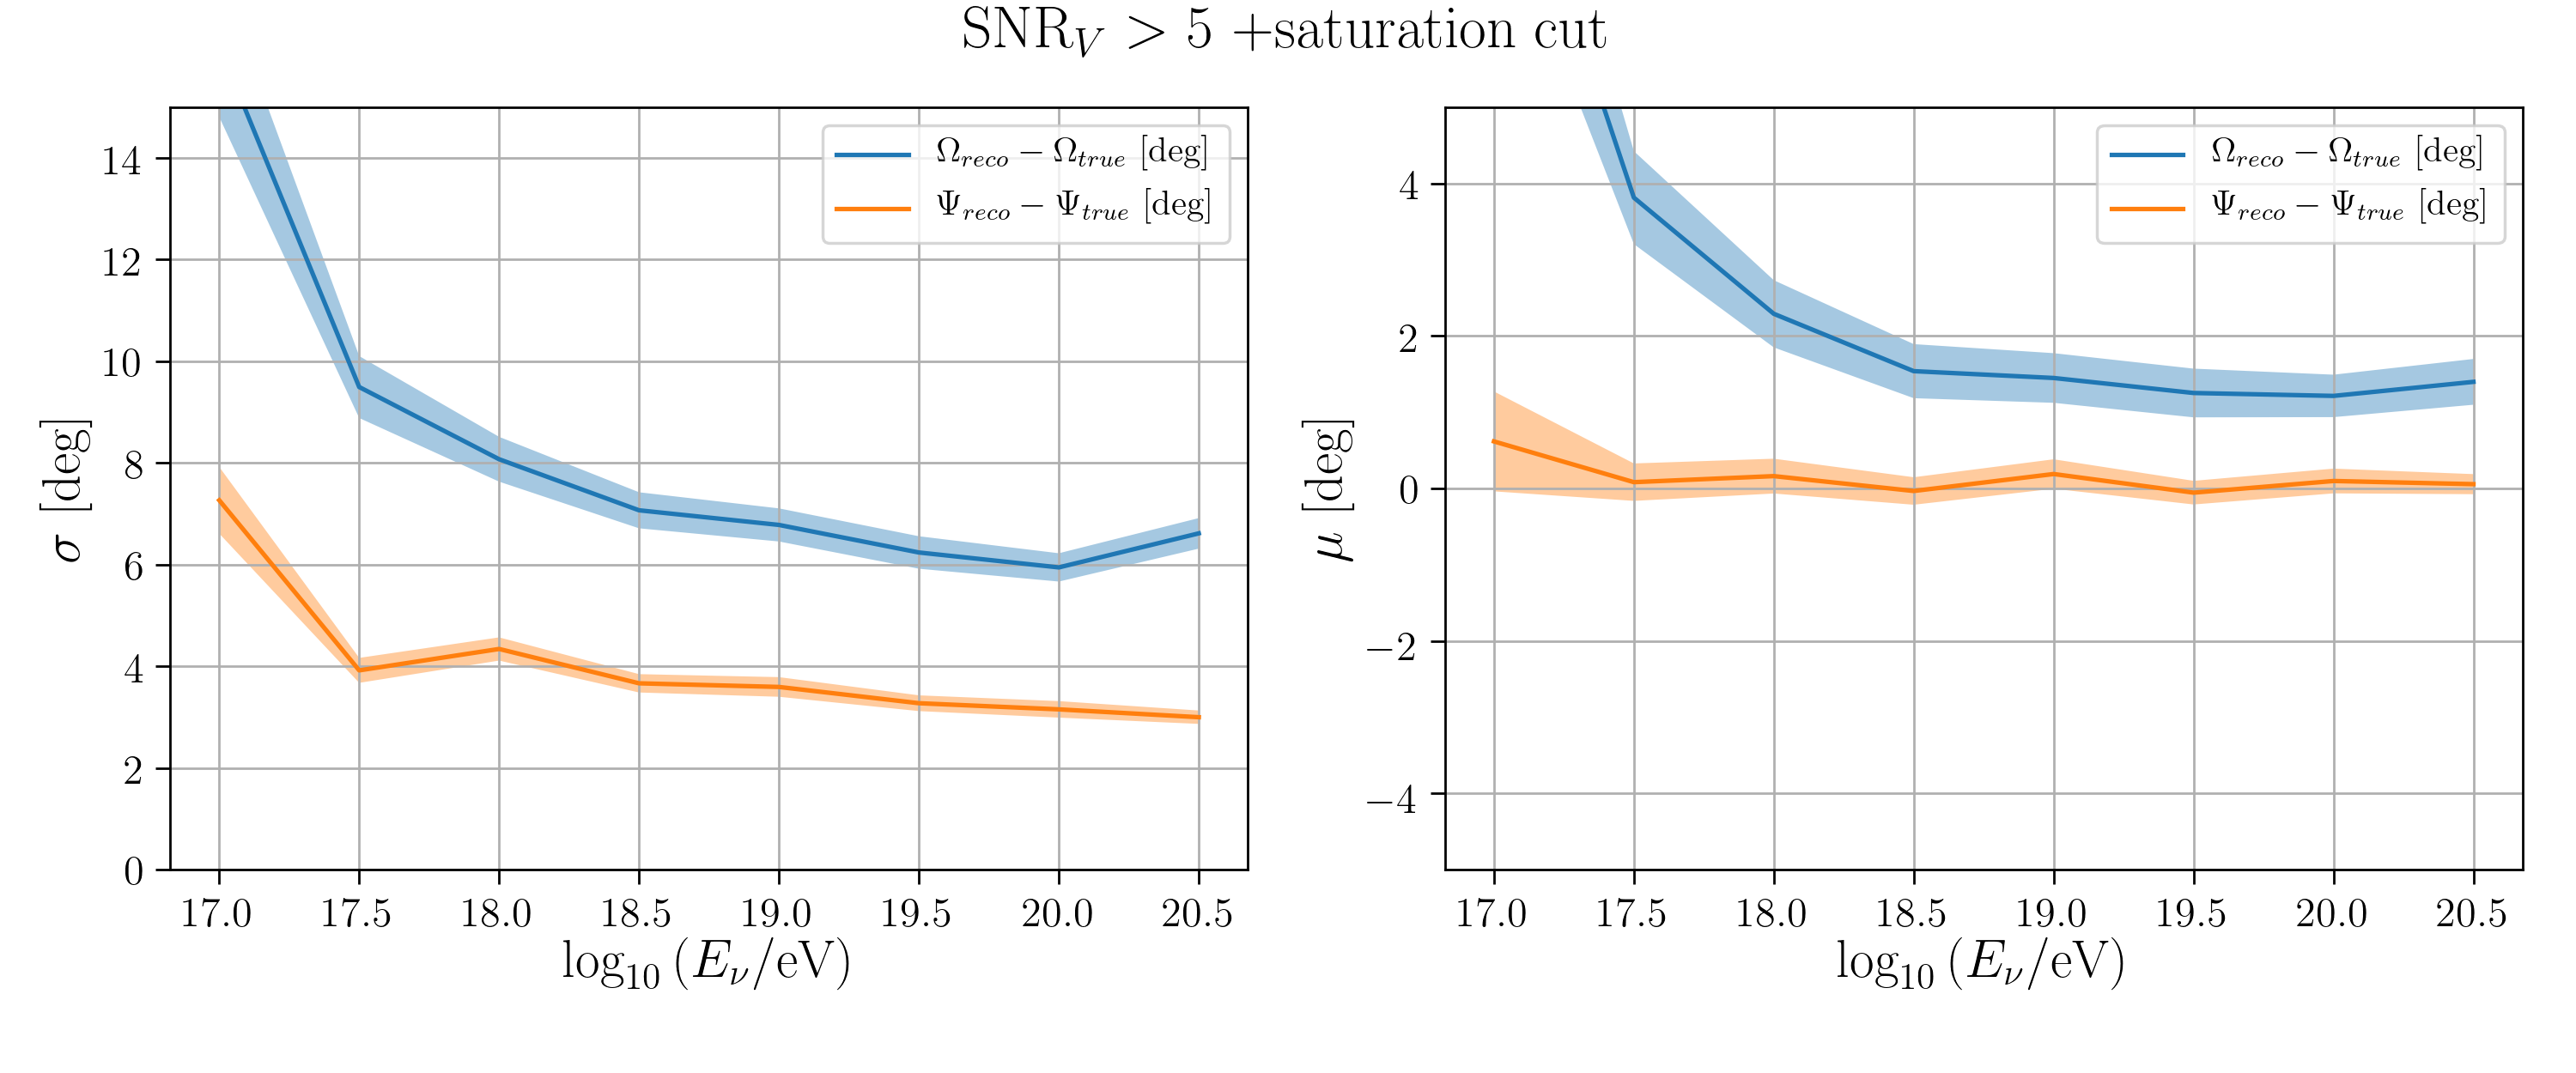 SNR_V > 5 +saturation cut
14
12
10
8
6
4
2
0
σ [deg]
Ω_reco − Ω_true [deg]
Ψ_reco − Ψ_true [deg]
17.0 17.5 18.0 18.5 19.0 19.5 20.0 20.5
log_10 (E_ν/eV)
4
2
0
−2
−4
μ [deg]
Ω_reco − Ω_true [deg]
Ψ_reco − Ψ_true [deg]
17.0 17.5 18.0 18.5 19.0 19.5 20.0 20.5
log_10 (E_ν/eV)